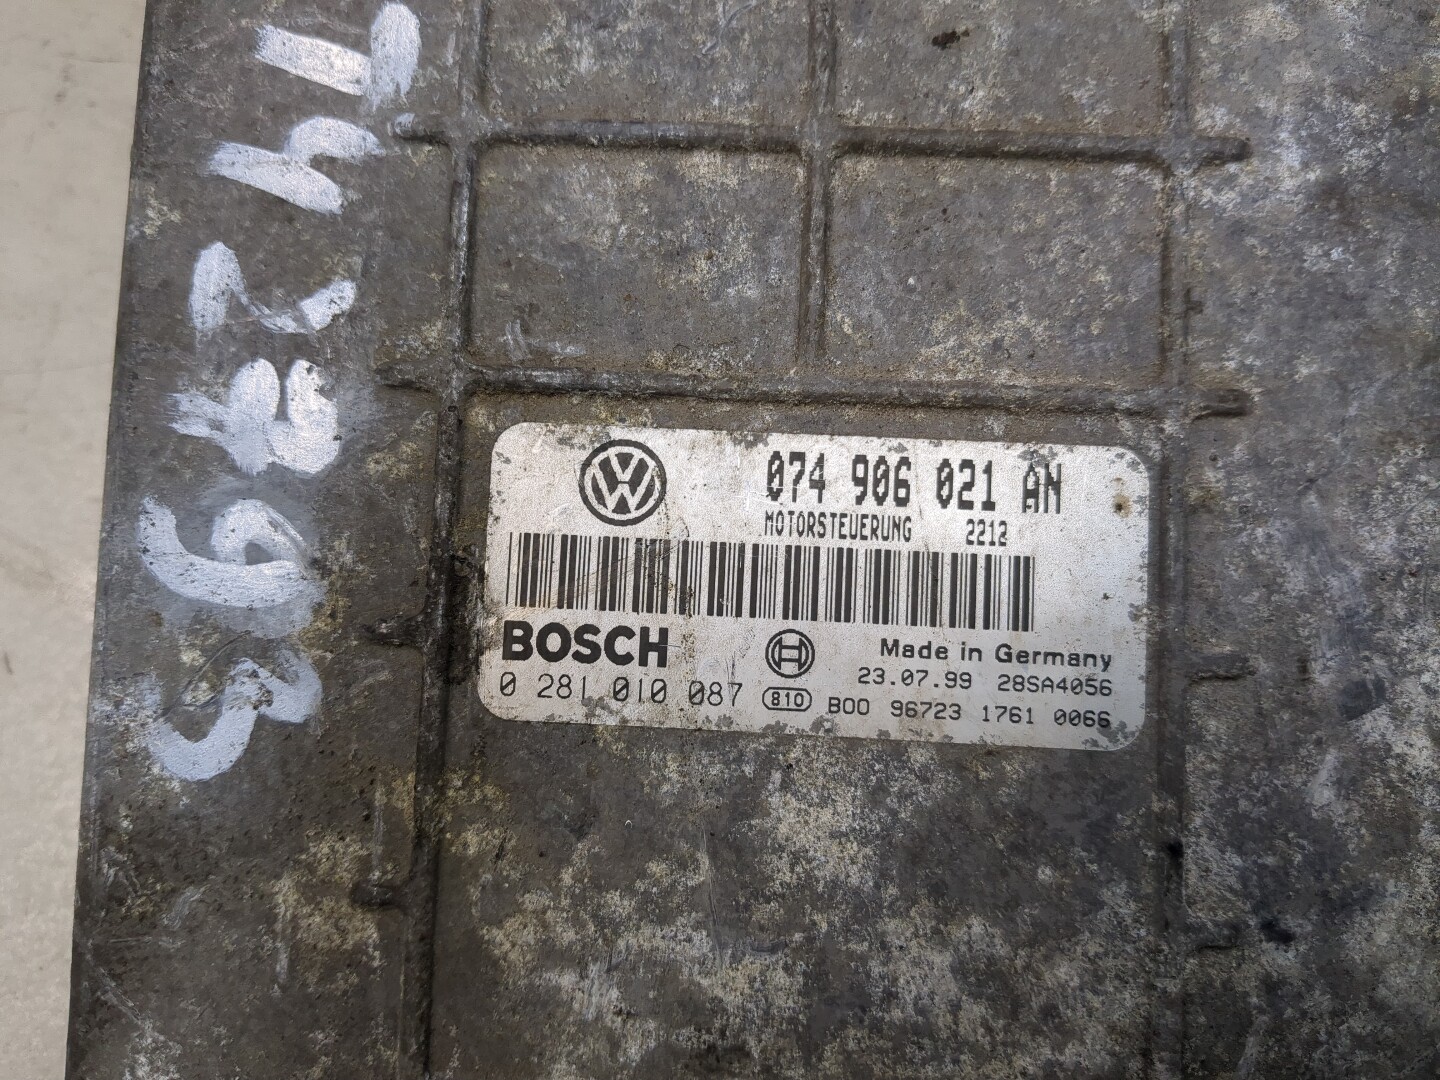 074 906 021 AN
MOTORSTEUERUNG 2212
BOSCH
Made in Germany
0 281 010 087
810
23.07.99 28SA4056
B00 96723 1761 0066